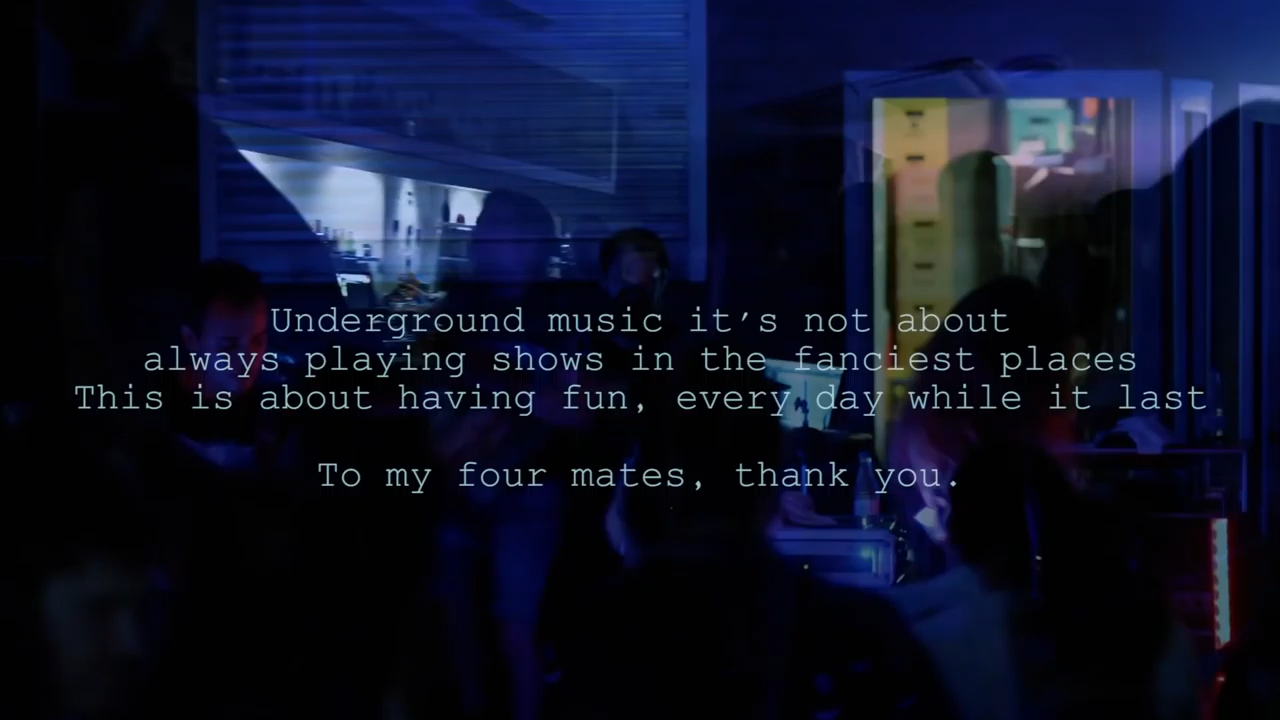 Underground music it's not about
always playing shows in the fanciest places
This is about having fun, every day while it last
To my four mates, thank you.